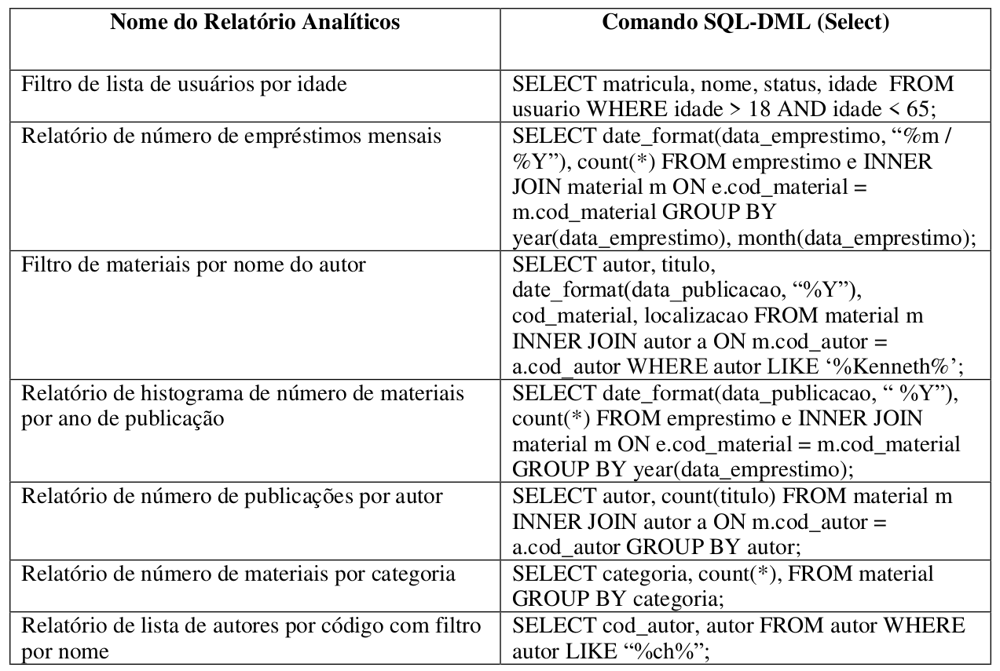 Nome do Relatório Analíticos
Comando SQL-DML (Select)
Filtro de lista de usuários por idade
SELECT matricula, nome, status, idade  FROM
usuario WHERE idade > 18 AND idade < 65;
Relatório de número de empréstimos mensais
SELECT date_format(data_emprestimo, “%m /
%Y”), count(*) FROM emprestimo e INNER
JOIN material m ON e.cod_material =
m.cod_material GROUP BY
year(data_emprestimo), month(data_emprestimo);
Filtro de materiais por nome do autor
SELECT autor, titulo,
date_format(data_publicacao, “%Y”),
cod_material, localizacao FROM material m
INNER JOIN autor a ON m.cod_autor =
a.cod_autor WHERE autor LIKE ‘%Kenneth%’;
Relatório de histograma de número de materiais
por ano de publicação
SELECT date_format(data_publicacao, “ %Y”),
count(*) FROM emprestimo e INNER JOIN
material m ON e.cod_material = m.cod_material
GROUP BY year(data_emprestimo);
Relatório de número de publicações por autor
SELECT autor, count(titulo) FROM material m
INNER JOIN autor a ON m.cod_autor =
a.cod_autor GROUP BY autor;
Relatório de número de materiais por categoria
SELECT categoria, count(*), FROM material
GROUP BY categoria;
Relatório de lista de autores por código com filtro
por nome
SELECT cod_autor, autor FROM autor WHERE
autor LIKE “%ch%”;